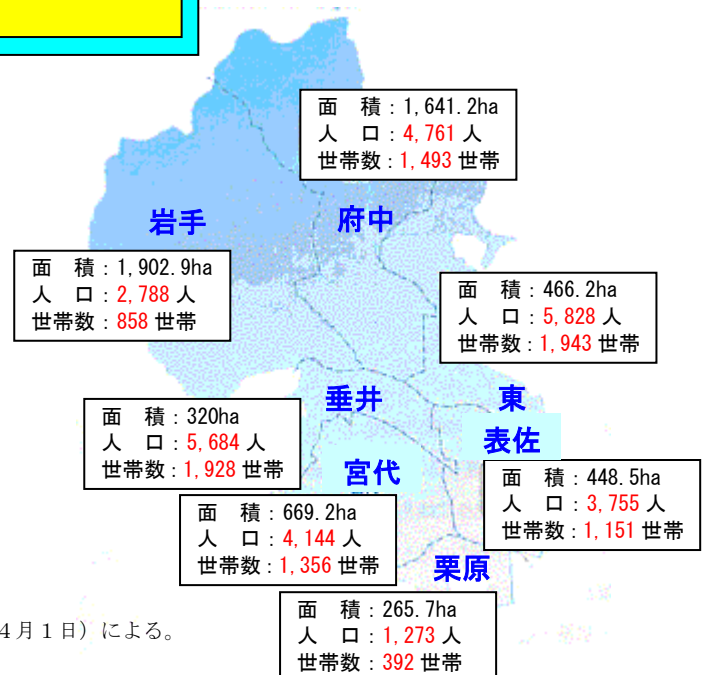 面　積：1,641.2ha
人　口：4,761 人
世帯数：1,493 世帯
岩手
府中
面　積：1,902.9ha
人　口：2,788 人
世帯数：858 世帯
面　積：466.2ha
人　口：5,828 人
世帯数：1,943 世帯
垂井
東
面　積：320ha
人　口：5,684 人
世帯数：1,928 世帯
表佐
宮代
面　積：448.5ha
人　口：3,755 人
世帯数：1,151 世帯
面　積：669.2ha
人　口：4,144 人
世帯数：1,356 世帯
栗原
面　積：265.7ha
人　口：1,273 人
世帯数：392 世帯
4月1日）による。